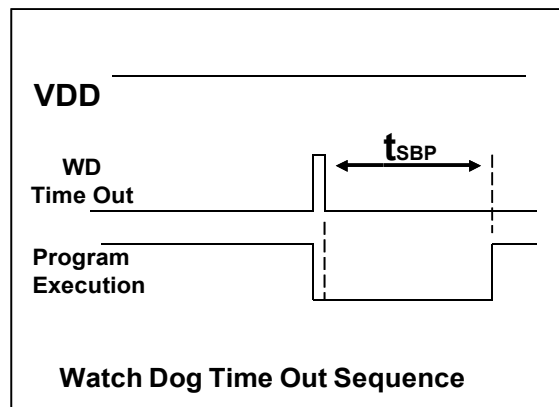 VDD
tSBP
WD
Time Out
Program
Execution
Watch Dog Time Out Sequence